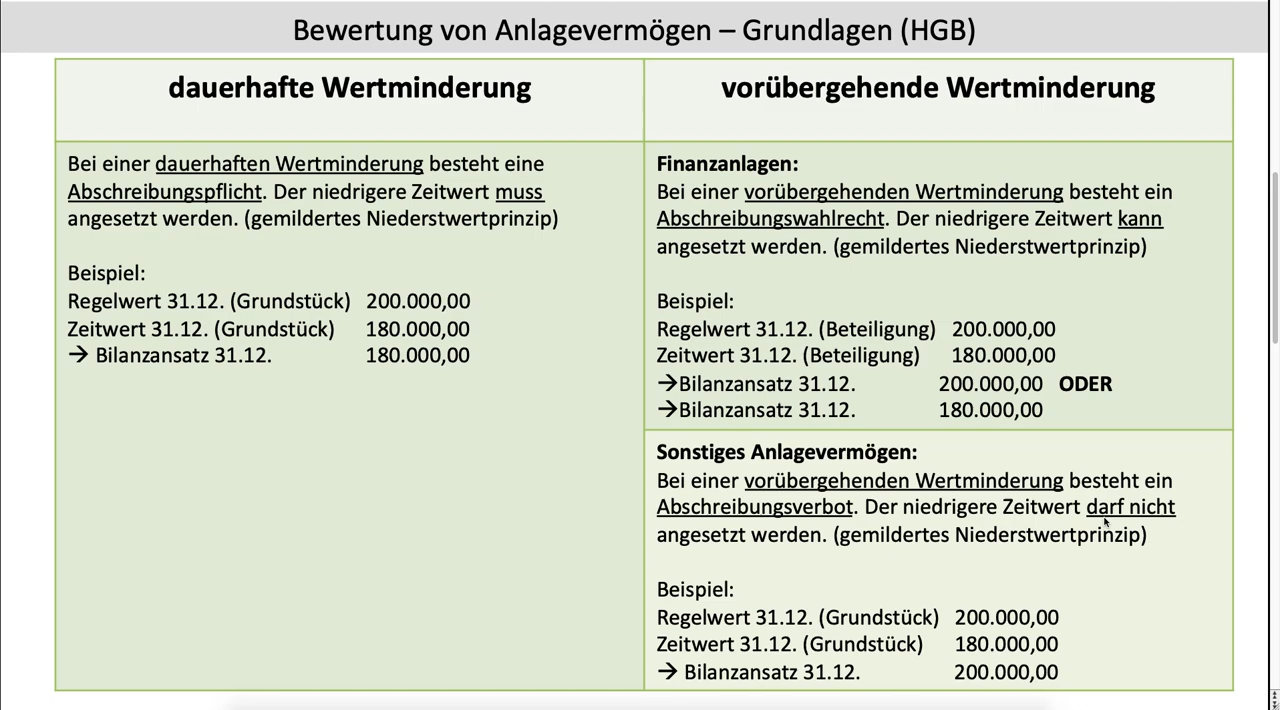 Bewertung von Anlagevermögen – Grundlagen (HGB)
dauerhafte Wertminderung
Bei einer dauerhaften Wertminderung besteht eine
Abschreibungspflicht. Der niedrigere Zeitwert muss
angesetzt werden. (gemildertes Niederstwertprinzip)
Beispiel:
Regelwert 31.12. (Grundstück) 200.000,00
Zeitwert 31.12. (Grundstück) 180.000,00
→ Bilanzansatz 31.12. 180.000,00
vorübergehende Wertminderung
Finanzanlagen:
Bei einer vorübergehenden Wertminderung besteht ein
Abschreibungswahlrecht. Der niedrigere Zeitwert kann
angesetzt werden. (gemildertes Niederstwertprinzip)
Beispiel:
Regelwert 31.12. (Beteiligung) 200.000,00
Zeitwert 31.12. (Beteiligung) 180.000,00
→Bilanzansatz 31.12. 200.000,00 ODER
→Bilanzansatz 31.12. 180.000,00
Sonstiges Anlagevermögen:
Bei einer vorübergehenden Wertminderung besteht ein
Abschreibungsverbot. Der niedrigere Zeitwert darf nicht
angesetzt werden. (gemildertes Niederstwertprinzip)
Beispiel:
Regelwert 31.12. (Grundstück) 200.000,00
Zeitwert 31.12. (Grundstück) 180.000,00
→ Bilanzansatz 31.12. 200.000,00